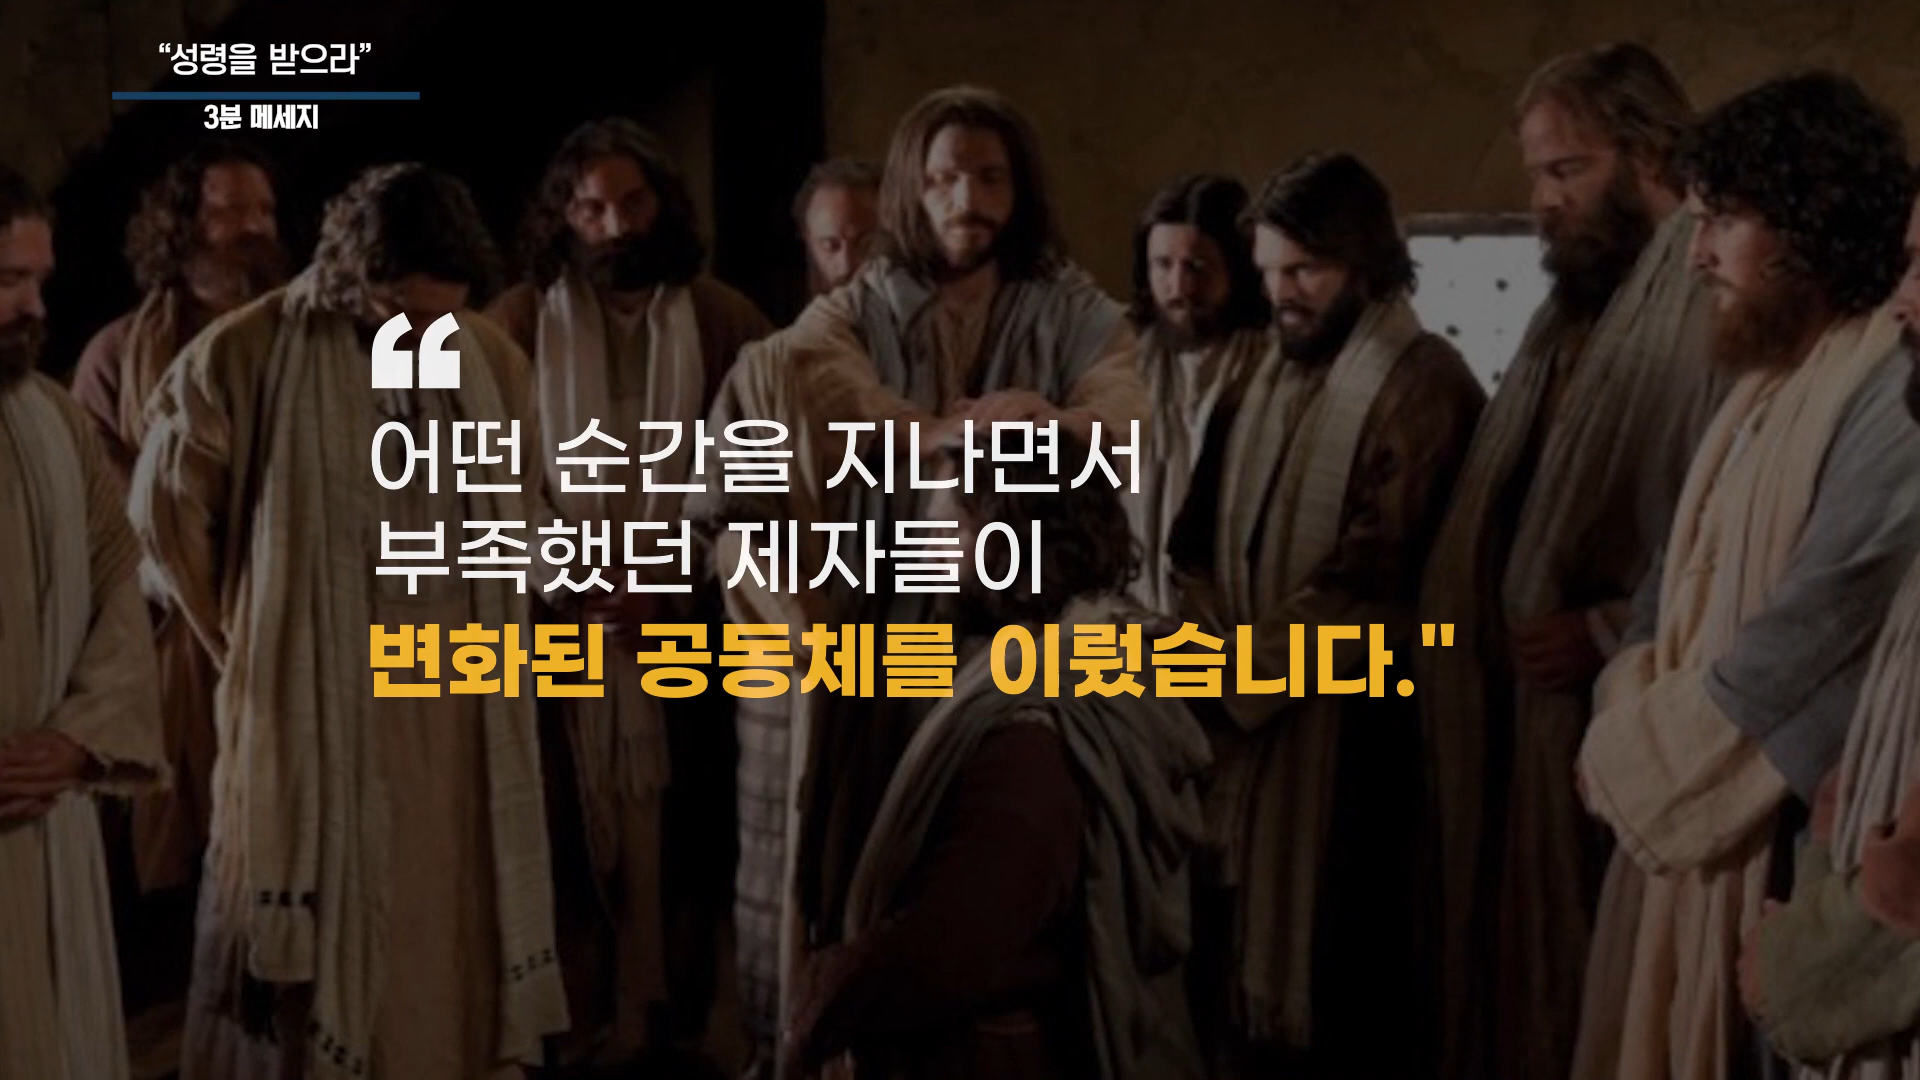 “성령을 받으라”
3분 메세지
“
어떤 순간을 지나면서
부족했던 제자들이
변화된 공동체를 이뤘습니다."